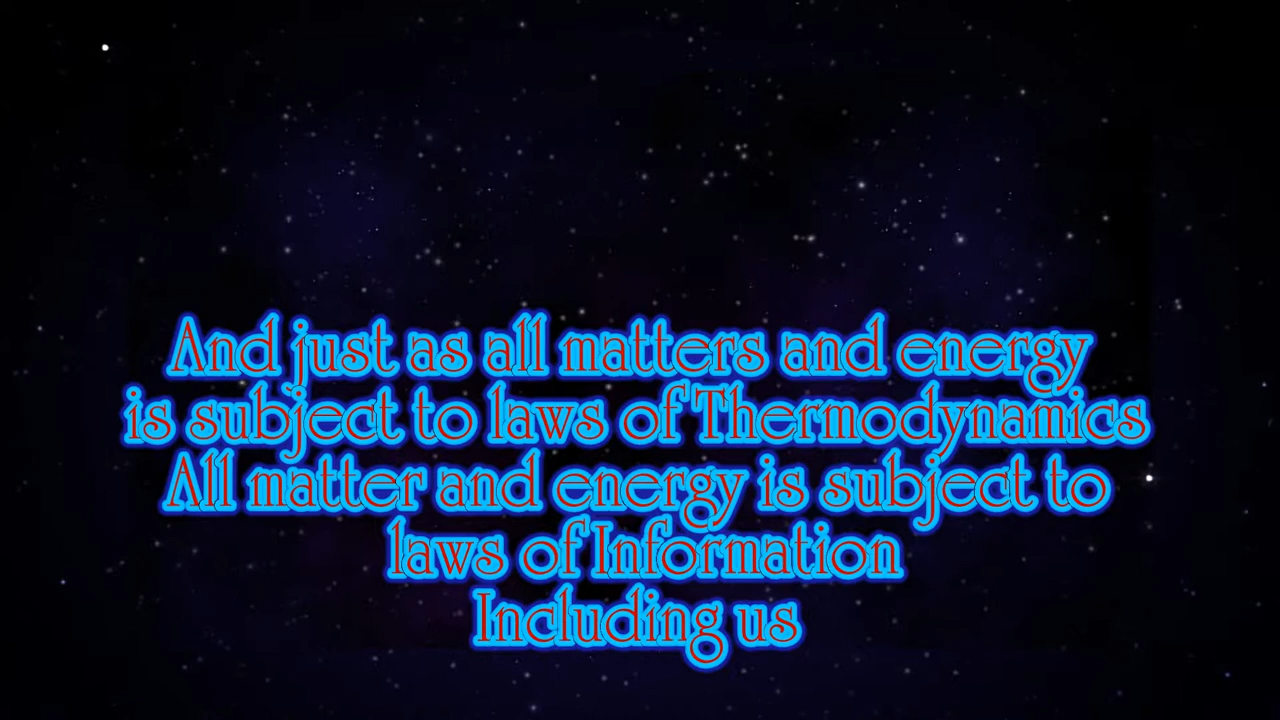 And just as all matters and energy
is subject to laws of Thermodynamics
All matter and energy is subject to
laws of Information
Including us